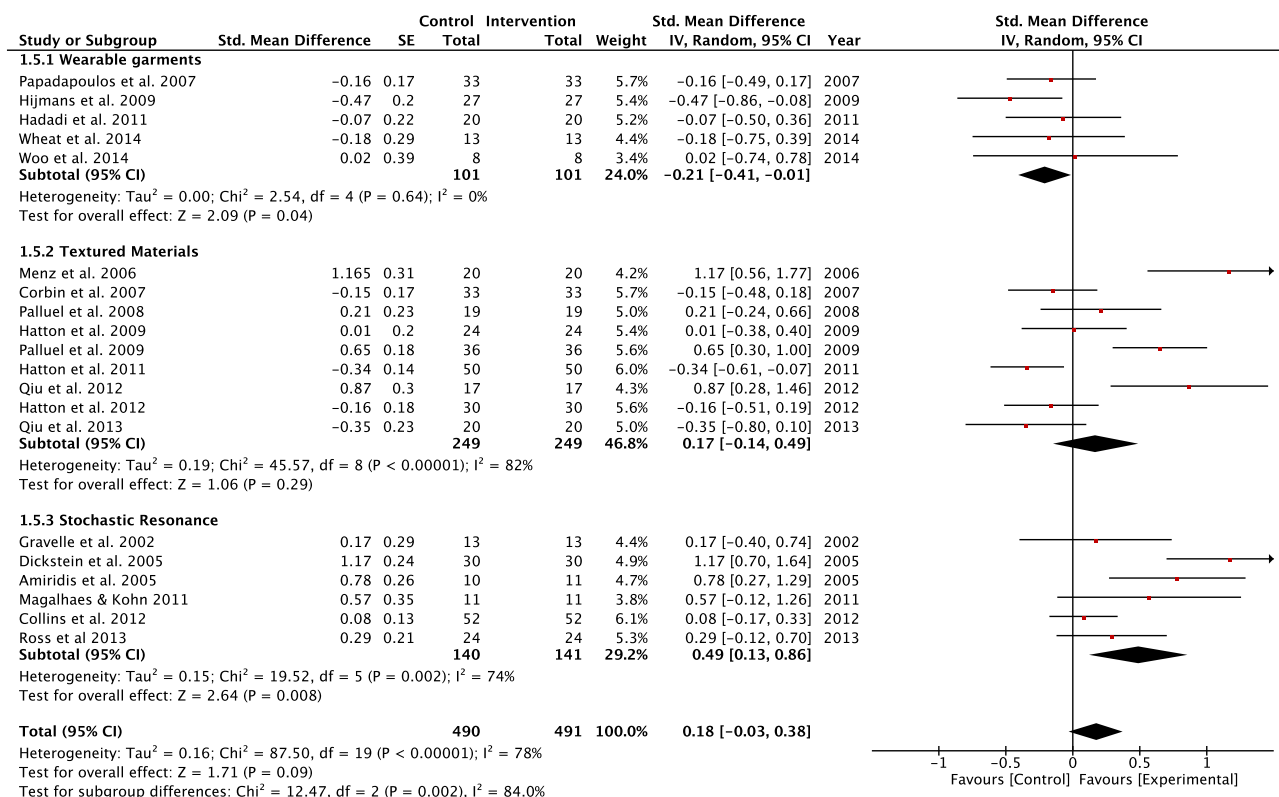 Control Intervention Std. Mean Difference Std. Mean Difference
Study or Subgroup Std. Mean Difference SE Total Total Weight IV, Random, 95% CI Year IV, Random, 95% CI
1.5.1 Wearable garments
Papadapoulos et al. 2007 −0.16 0.17 33 33 5.7% −0.16 [−0.49, 0.17] 2007
Hijmans et al. 2009 −0.47 0.2 27 27 5.4% −0.47 [−0.86, −0.08] 2009
Hadadi et al. 2011 −0.07 0.22 20 20 5.2% −0.07 [−0.50, 0.36] 2011
Wheat et al. 2014 −0.18 0.29 13 13 4.4% −0.18 [−0.75, 0.39] 2014
Woo et al. 2014 0.02 0.39 8 8 3.4% 0.02 [−0.74, 0.78] 2014
Subtotal (95% CI) 101 101 24.0% −0.21 [−0.41, −0.01]
Heterogeneity: Tau² = 0.00; Chi² = 2.54, df = 4 (P = 0.64); I² = 0%
Test for overall effect: Z = 2.09 (P = 0.04)
1.5.2 Textured Materials
Menz et al. 2006 1.165 0.31 20 20 4.2% 1.17 [0.56, 1.77] 2006
Corbin et al. 2007 −0.15 0.17 33 33 5.7% −0.15 [−0.48, 0.18] 2007
Palluel et al. 2008 0.21 0.23 19 19 5.0% 0.21 [−0.24, 0.66] 2008
Hatton et al. 2009 0.01 0.2 24 24 5.4% 0.01 [−0.38, 0.40] 2009
Palluel et al. 2009 0.65 0.18 36 36 5.6% 0.65 [0.30, 1.00] 2009
Hatton et al. 2011 −0.34 0.14 50 50 6.0% −0.34 [−0.61, −0.07] 2011
Qiu et al. 2012 0.87 0.3 17 17 4.3% 0.87 [0.28, 1.46] 2012
Hatton et al. 2012 −0.16 0.18 30 30 5.6% −0.16 [−0.51, 0.19] 2012
Qiu et al. 2013 −0.35 0.23 20 20 5.0% −0.35 [−0.80, 0.10] 2013
Subtotal (95% CI) 249 249 46.8% 0.17 [−0.14, 0.49]
Heterogeneity: Tau² = 0.19; Chi² = 45.57, df = 8 (P < 0.00001); I² = 82%
Test for overall effect: Z = 1.06 (P = 0.29)
1.5.3 Stochastic Resonance
Gravelle et al. 2002 0.17 0.29 13 13 4.4% 0.17 [−0.40, 0.74] 2002
Dickstein et al. 2005 1.17 0.24 30 30 4.9% 1.17 [0.70, 1.64] 2005
Amiridis et al. 2005 0.78 0.26 10 11 4.7% 0.78 [0.27, 1.29] 2005
Magalhaes & Kohn 2011 0.57 0.35 11 11 3.8% 0.57 [−0.12, 1.26] 2011
Collins et al. 2012 0.08 0.13 52 52 6.1% 0.08 [−0.17, 0.33] 2012
Ross et al 2013 0.29 0.21 24 24 5.3% 0.29 [−0.12, 0.70] 2013
Subtotal (95% CI) 140 141 29.2% 0.49 [0.13, 0.86]
Heterogeneity: Tau² = 0.15; Chi² = 19.52, df = 5 (P = 0.002); I² = 74%
Test for overall effect: Z = 2.64 (P = 0.008)
Total (95% CI) 490 491 100.0% 0.18 [−0.03, 0.38]
Heterogeneity: Tau² = 0.16; Chi² = 87.50, df = 19 (P < 0.00001); I² = 78%
Test for overall effect: Z = 1.71 (P = 0.09)
Test for subgroup differences: Chi² = 12.47, df = 2 (P = 0.002), I² = 84.0%
−1 −0.5 0 0.5 1
Favours [Control] Favours [Experimental]